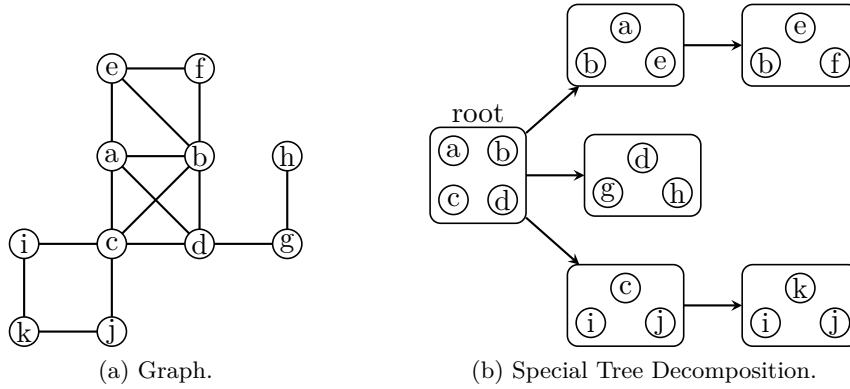 e f
a b h
i c d g
k j
(a) Graph.
root
a b
c d
a
b e
e
b f
d
g h
c
i j
k
i j
(b) Special Tree Decomposition.